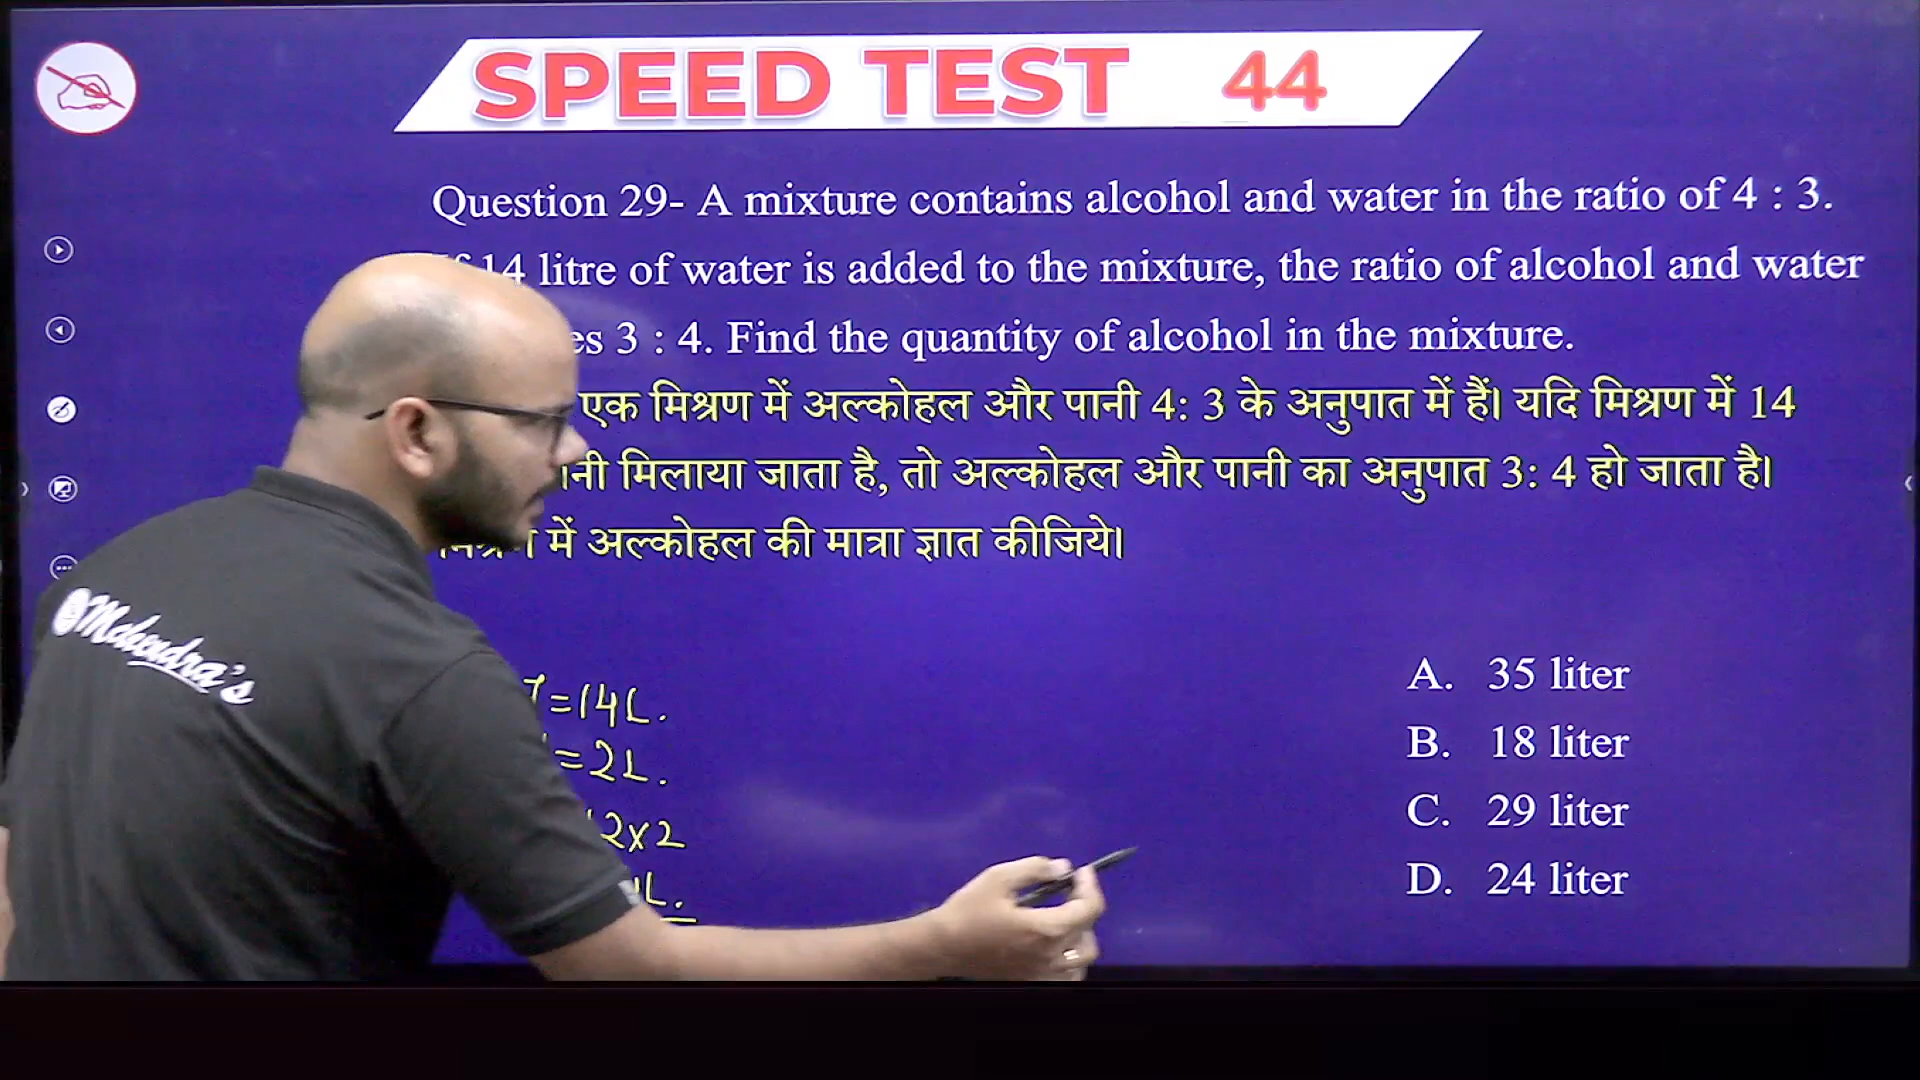 SPEED TEST 44
Question 29- A mixture contains alcohol and water in the ratio of 4 : 3.
14 litre of water is added to the mixture, the ratio of alcohol and water
3 : 4. Find the quantity of alcohol in the mixture.
एक मिश्रण में अल्कोहल और पानी 4: 3 के अनुपात में हैं। यदि मिश्रण में 14
मिलाया जाता है, तो अल्कोहल और पानी का अनुपात 3: 4 हो जाता है।
में अल्कोहल की मात्रा ज्ञात कीजिये।
7=14L.
=2L.
2x2
L.
A. 35 liter
B. 18 liter
C. 29 liter
D. 24 liter
Mahendra's